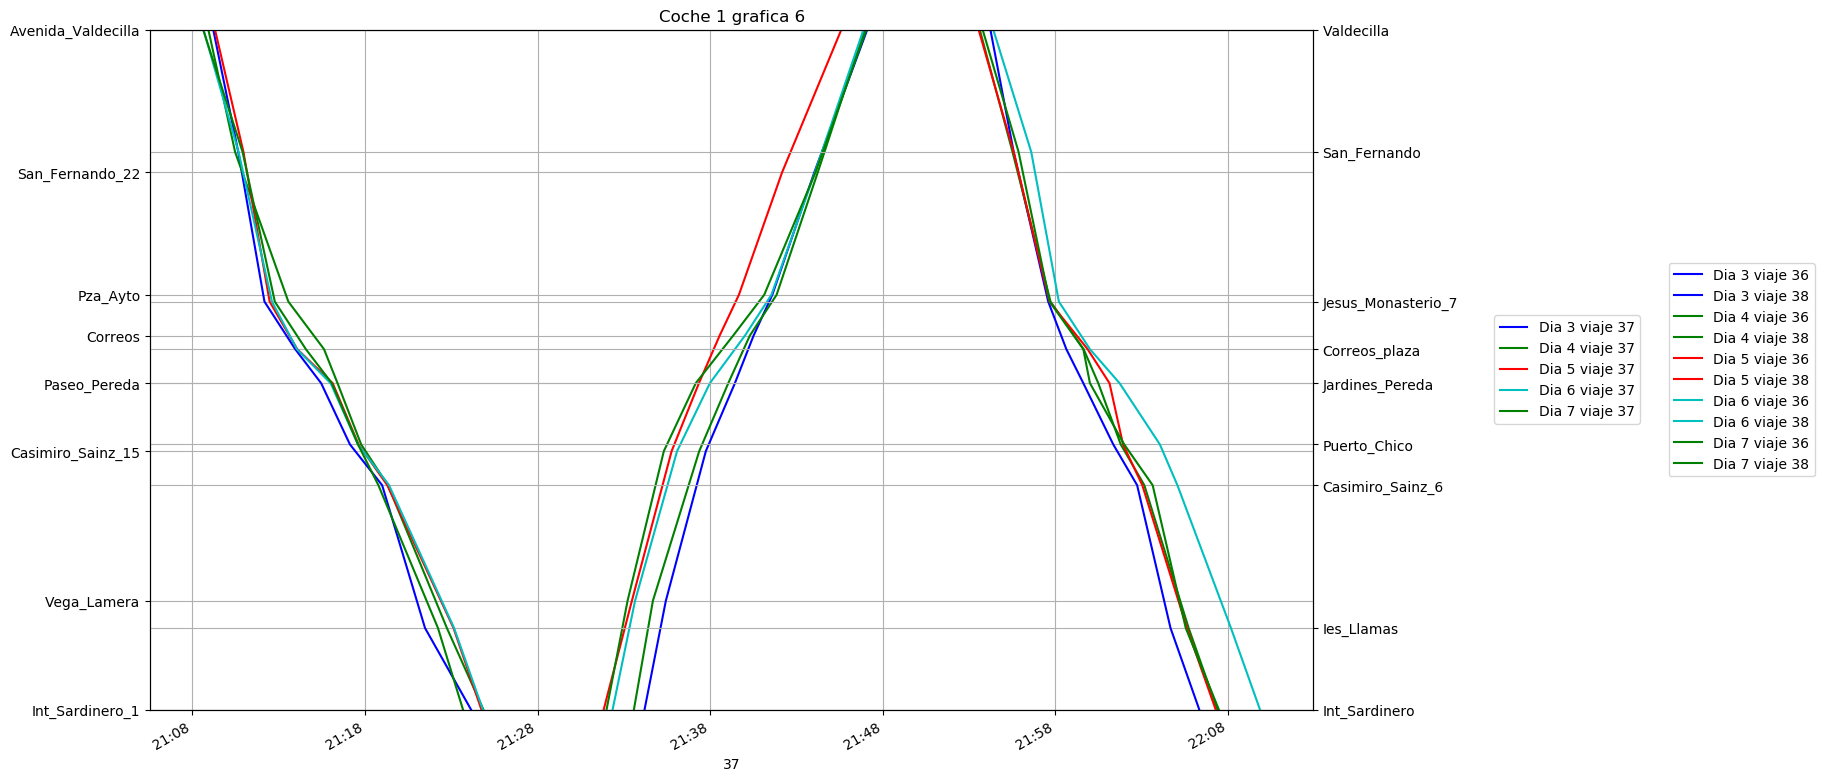 Coche 1 grafica 6
Avenida_Valdecilla
San_Fernando_22
Pza_Ayto
Correos
Paseo_Pereda
Casimiro_Sainz_15
Vega_Lamera
Int_Sardinero_1
Valdecilla
San_Fernando
Jesus_Monasterio_7
Correos_plaza
Jardines_Pereda
Puerto_Chico
Casimiro_Sainz_6
Ies_Llamas
Int_Sardinero
21:08
21:18
21:28
21:38
21:48
21:58
22:08
37
Dia 3 viaje 37
Dia 4 viaje 37
Dia 5 viaje 37
Dia 6 viaje 37
Dia 7 viaje 37
Dia 3 viaje 36
Dia 3 viaje 38
Dia 4 viaje 36
Dia 4 viaje 38
Dia 5 viaje 36
Dia 5 viaje 38
Dia 6 viaje 36
Dia 6 viaje 38
Dia 7 viaje 36
Dia 7 viaje 38